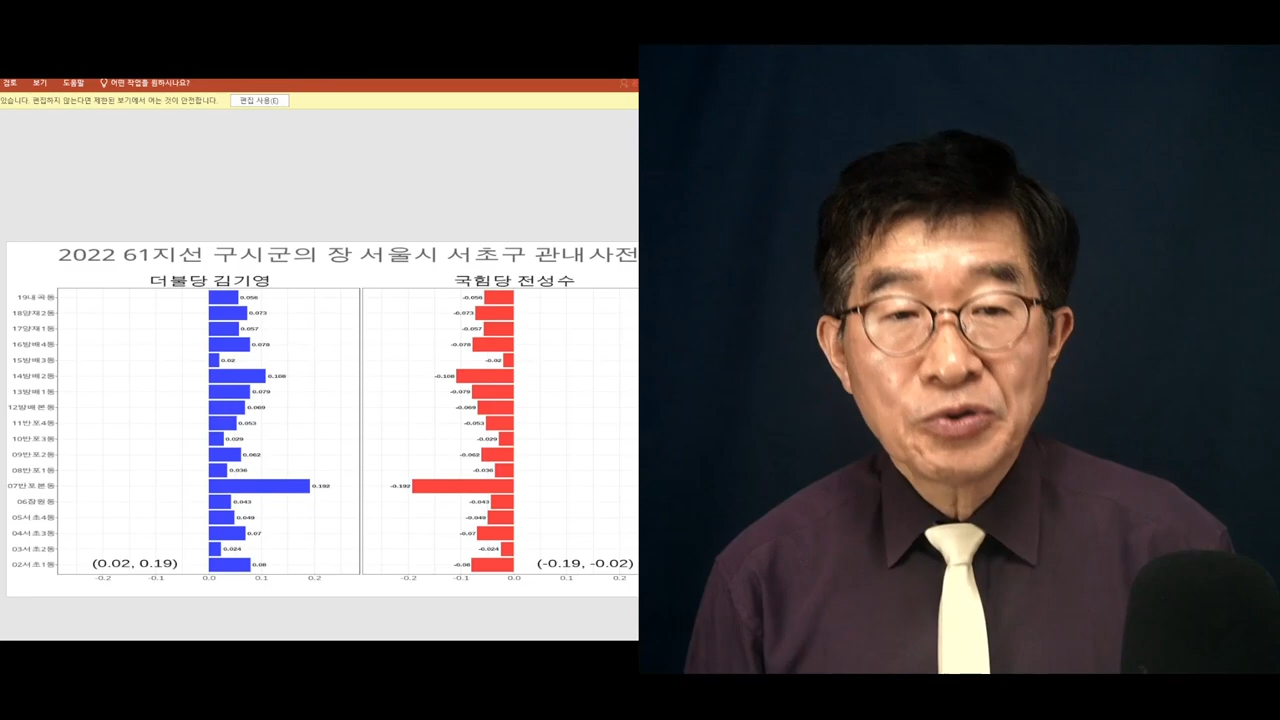 검토 보기 도움말 어떤 작업을 원하시나요?
있습니다. 편집하지 않는다면 제한된 보기에서 여는 것이 안전합니다. 편집 사용(E)
2022 61지선 구시군의 장 서울시 서초구 관내사전
더불당 김기영 국힘당 전성수
19내곡동 0.056 -0.056
18양재2동 0.073 -0.073
17양재1동 0.057 -0.057
16방배4동 0.078 -0.078
15방배3동 0.02 -0.02
14방배2동 0.108 -0.108
13방배1동 0.079 -0.079
12방배본동 0.069 -0.069
11반포4동 0.053 -0.053
10반포3동 0.029 -0.029
09반포2동 0.062 -0.062
08반포1동 0.036 -0.036
07반포본동 0.192 -0.192
06잠원동 0.043 -0.043
05서초4동 0.049 -0.049
04서초3동 0.07 -0.07
03서초2동 0.024 -0.024
02서초1동 (0.02, 0.19) 0.08 -0.08 (-0.19, -0.02)
-0.2 -0.1 0.0 0.1 0.2 -0.2 -0.1 0.0 0.1 0.2